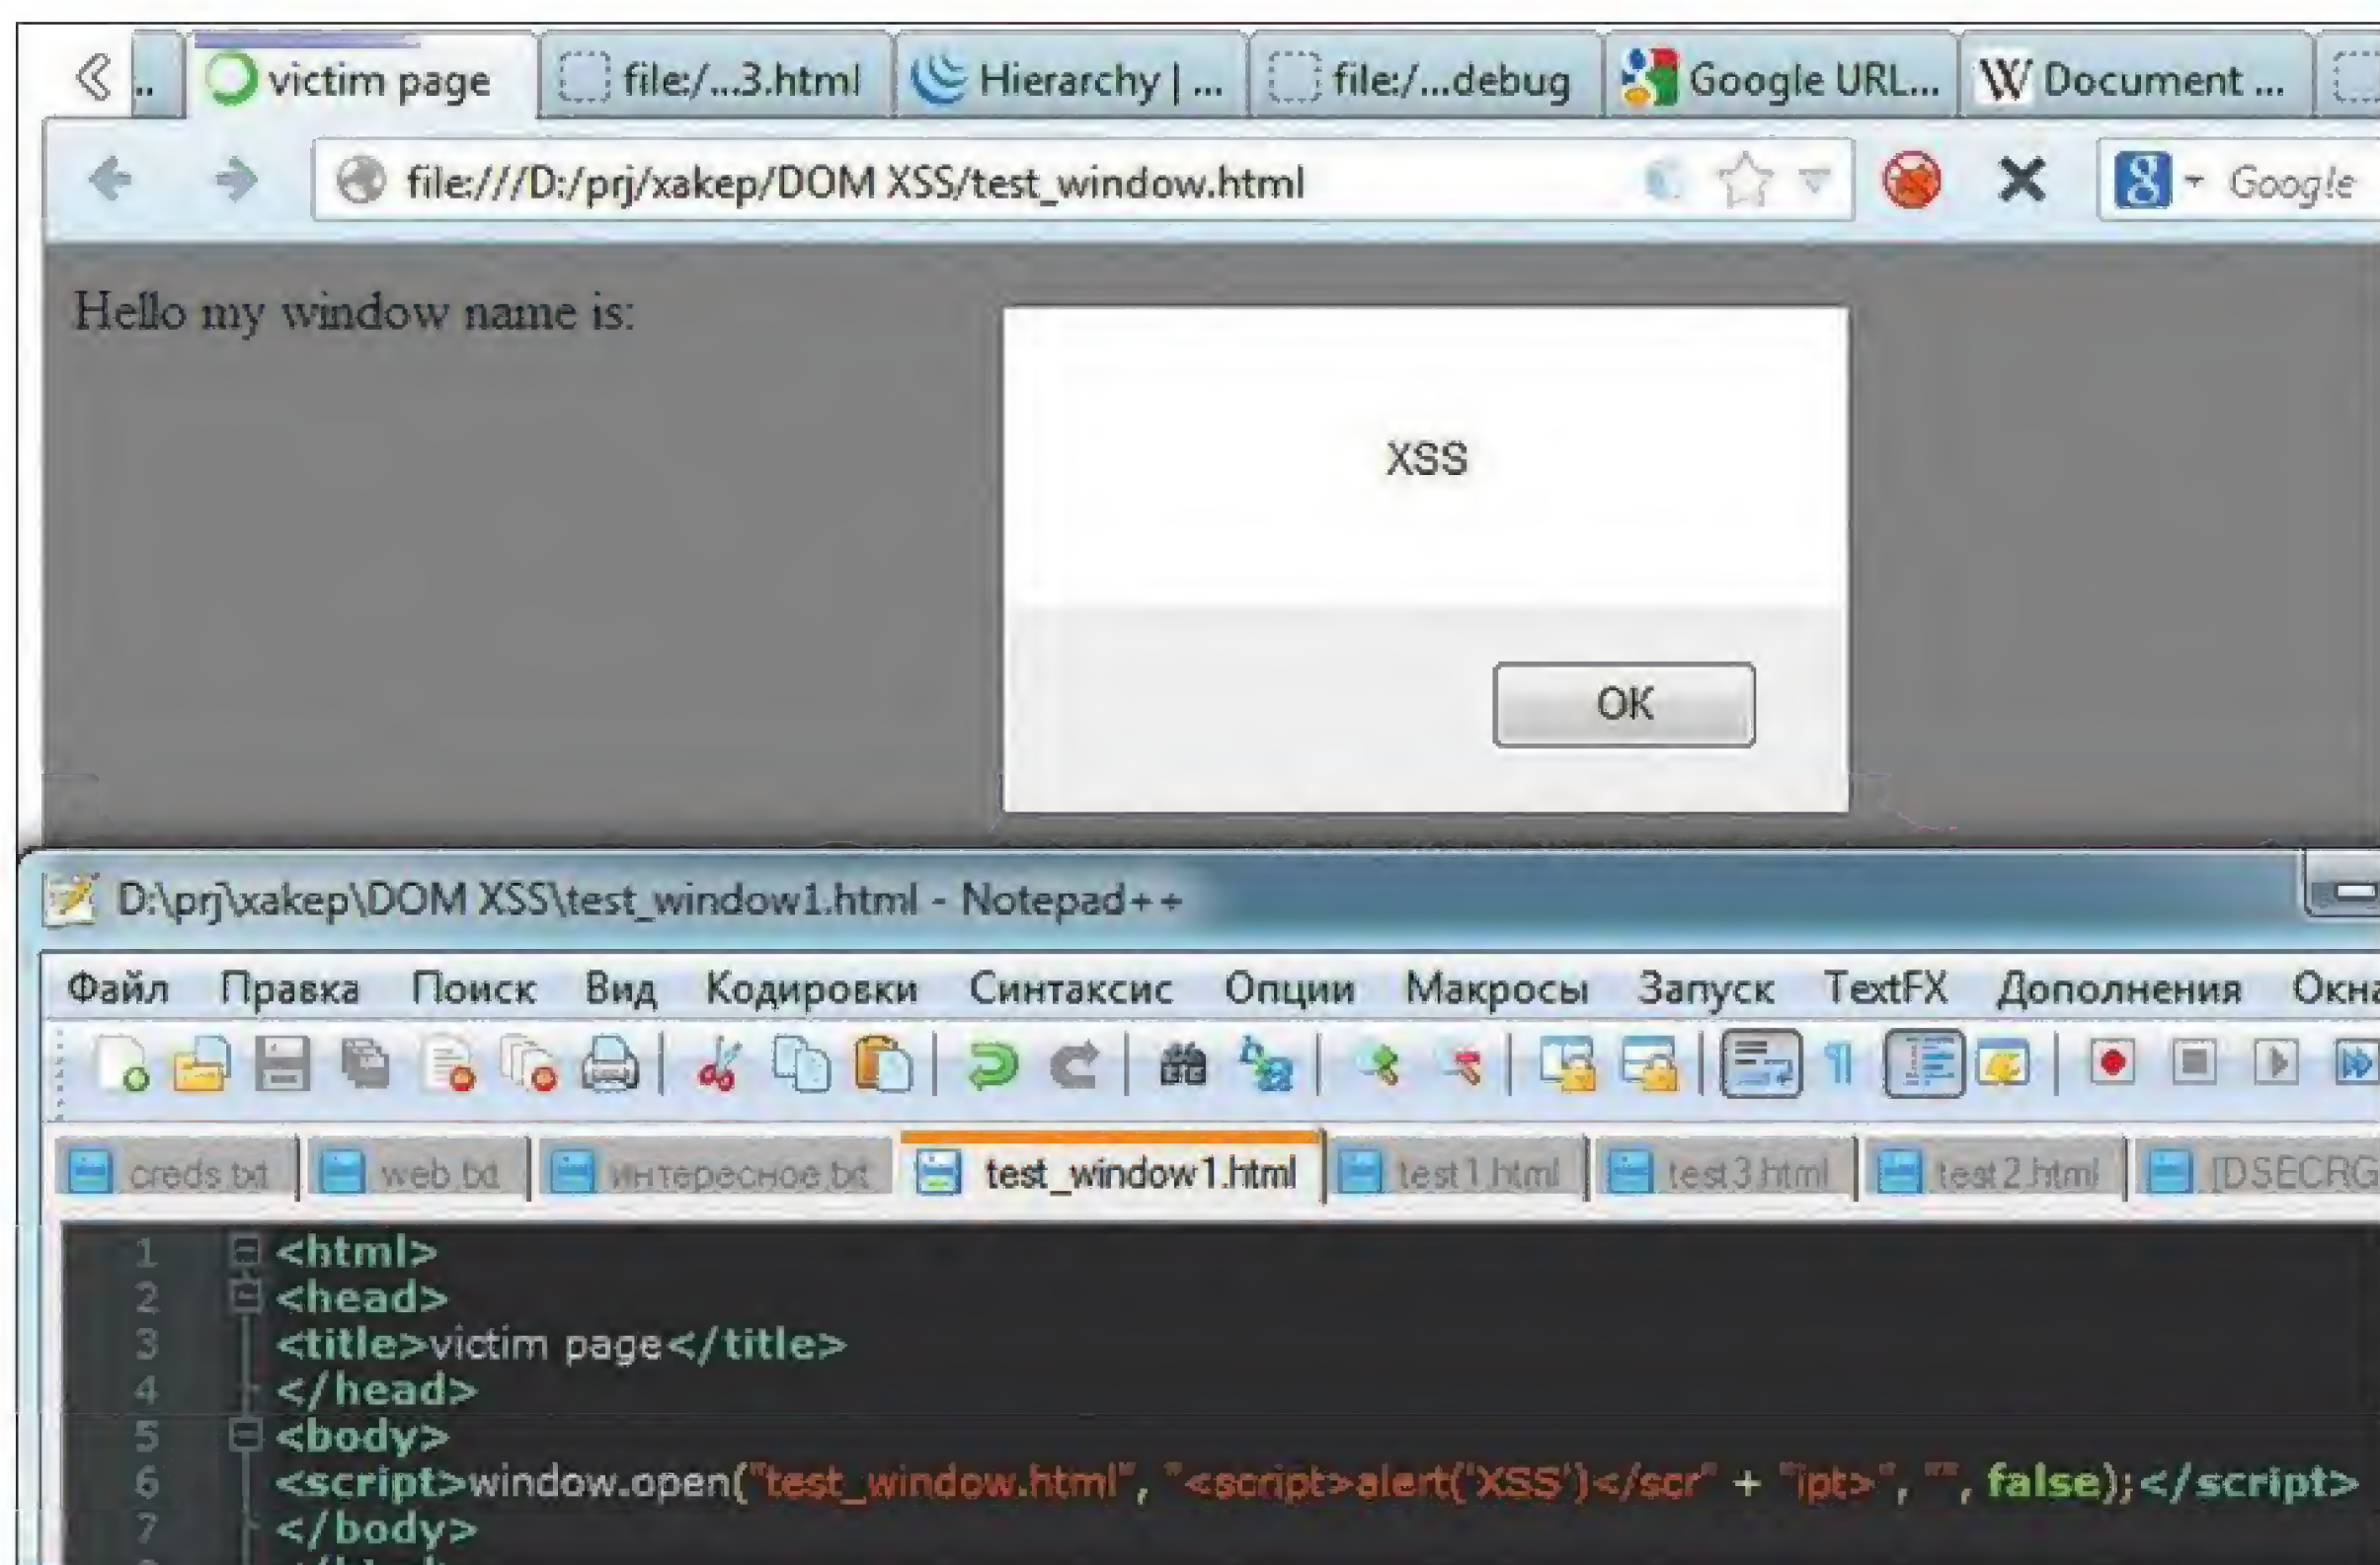 .. victim page file:/...3.html Hierarchy | ... file:/...debug Google URL... W Document ...
file:///D:/prj/xakep/DOM XSS/test_window.html 8 Google
Hello my window name is:
XSS
OK
D:\prj\xakep\DOM XSS\test_window1.html - Notepad++
Файл Правка Поиск Вид Кодировки Синтаксис Опции Макросы Запуск TextFX Дополнения Окна
creds.txt web.txt интересное.txt test_window1.html test1.html test3.html test2.html [DSECRG
1 <html>
2 <head>
3 <title>victim page</title>
4 </head>
5 <body>
6 <script>window.open("test_window.html", "<script>alert('XSS')</scr" + "ipt>", "", false);</script>
7 </body>